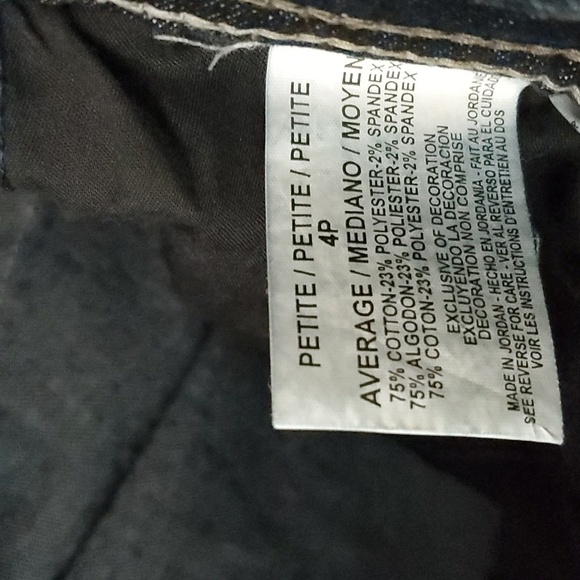 PETITE / PETITE / PETITE
4P
AVERAGE / MEDIANO / MOYEN
75% COTTON-23% POLYESTER-2% SPANDEX
75% ALGODON-23% POLIESTER-2% SPANDEX
75% COTON-23% POLYESTER-2% SPANDEX
EXCLUSIVE OF DECORATION
EXCLUYENDO LA DECORACION
DECORATION NON COMPRISE
MADE IN JORDAN - HECHO EN JORDANIA - FAIT AU JORDANIE
SEE REVERSE FOR CARE - VER AL REVERSO PARA EL CUIDADO
VOIR LES INSTRUCTIONS D'ENTRETIEN AU DOS